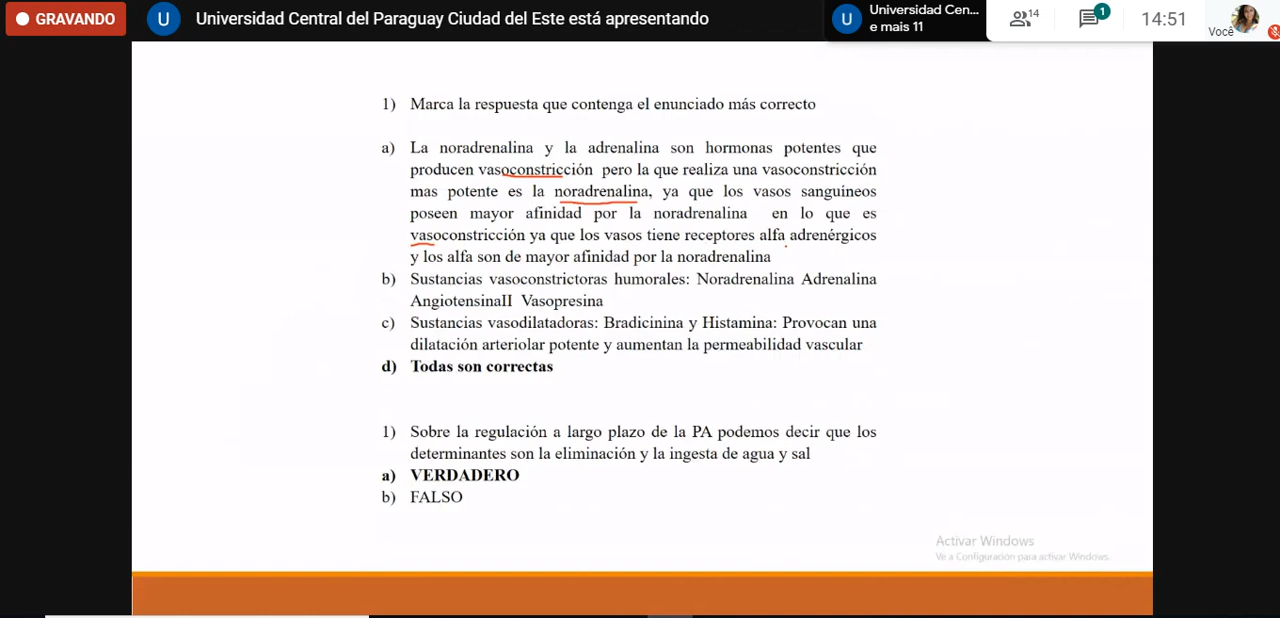 GRAVANDO
U
Universidad Central del Paraguay Ciudad del Este está apresentando
U
Universidad Cen...
e mais 11
14
1
14:51
Você
1) Marca la respuesta que contenga el enunciado más correcto
a) La noradrenalina y la adrenalina son hormonas potentes que
producen vasoconstricción pero la que realiza una vasoconstricción
mas potente es la noradrenalina, ya que los vasos sanguíneos
poseen mayor afinidad por la noradrenalina en lo que es
vasoconstricción ya que los vasos tiene receptores alfa adrenérgicos
y los alfa son de mayor afinidad por la noradrenalina
b) Sustancias vasoconstrictoras humorales: Noradrenalina Adrenalina
AngiotensinaII Vasopresina
c) Sustancias vasodilatadoras: Bradicinina y Histamina: Provocan una
dilatación arteriolar potente y aumentan la permeabilidad vascular
d) Todas son correctas
1) Sobre la regulación a largo plazo de la PA podemos decir que los
determinantes son la eliminación y la ingesta de agua y sal
a) VERDADERO
b) FALSO
Activar Windows
Ve a Configuración para activar Windows.